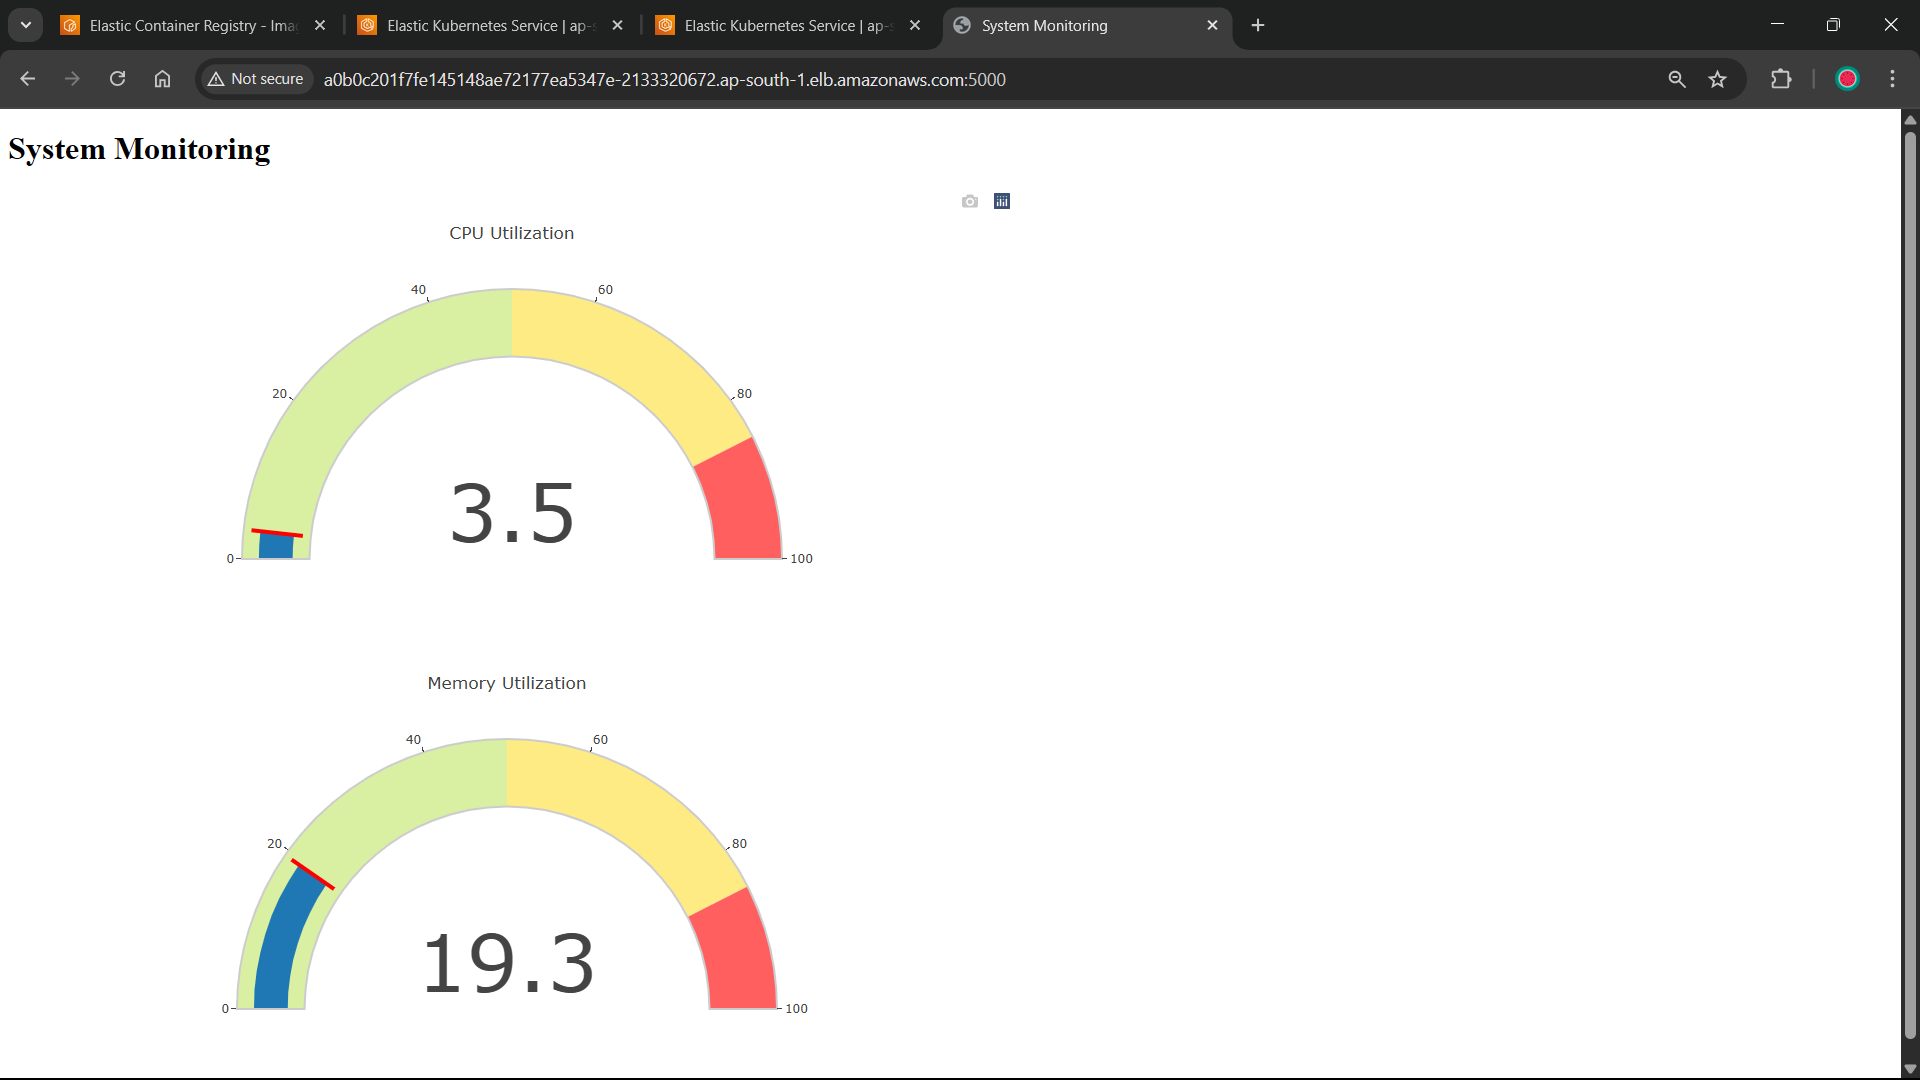 Elastic Container Registry - Ima
Elastic Kubernetes Service | ap-s
Elastic Kubernetes Service | ap-s
System Monitoring
Not secure
a0b0c201f7fe145148ae72177ea5347e-2133320672.ap-south-1.elb.amazonaws.com:5000
System Monitoring
CPU Utilization
40
60
20
80
3.5
0
100
Memory Utilization
40
60
20
80
19.3
0
100